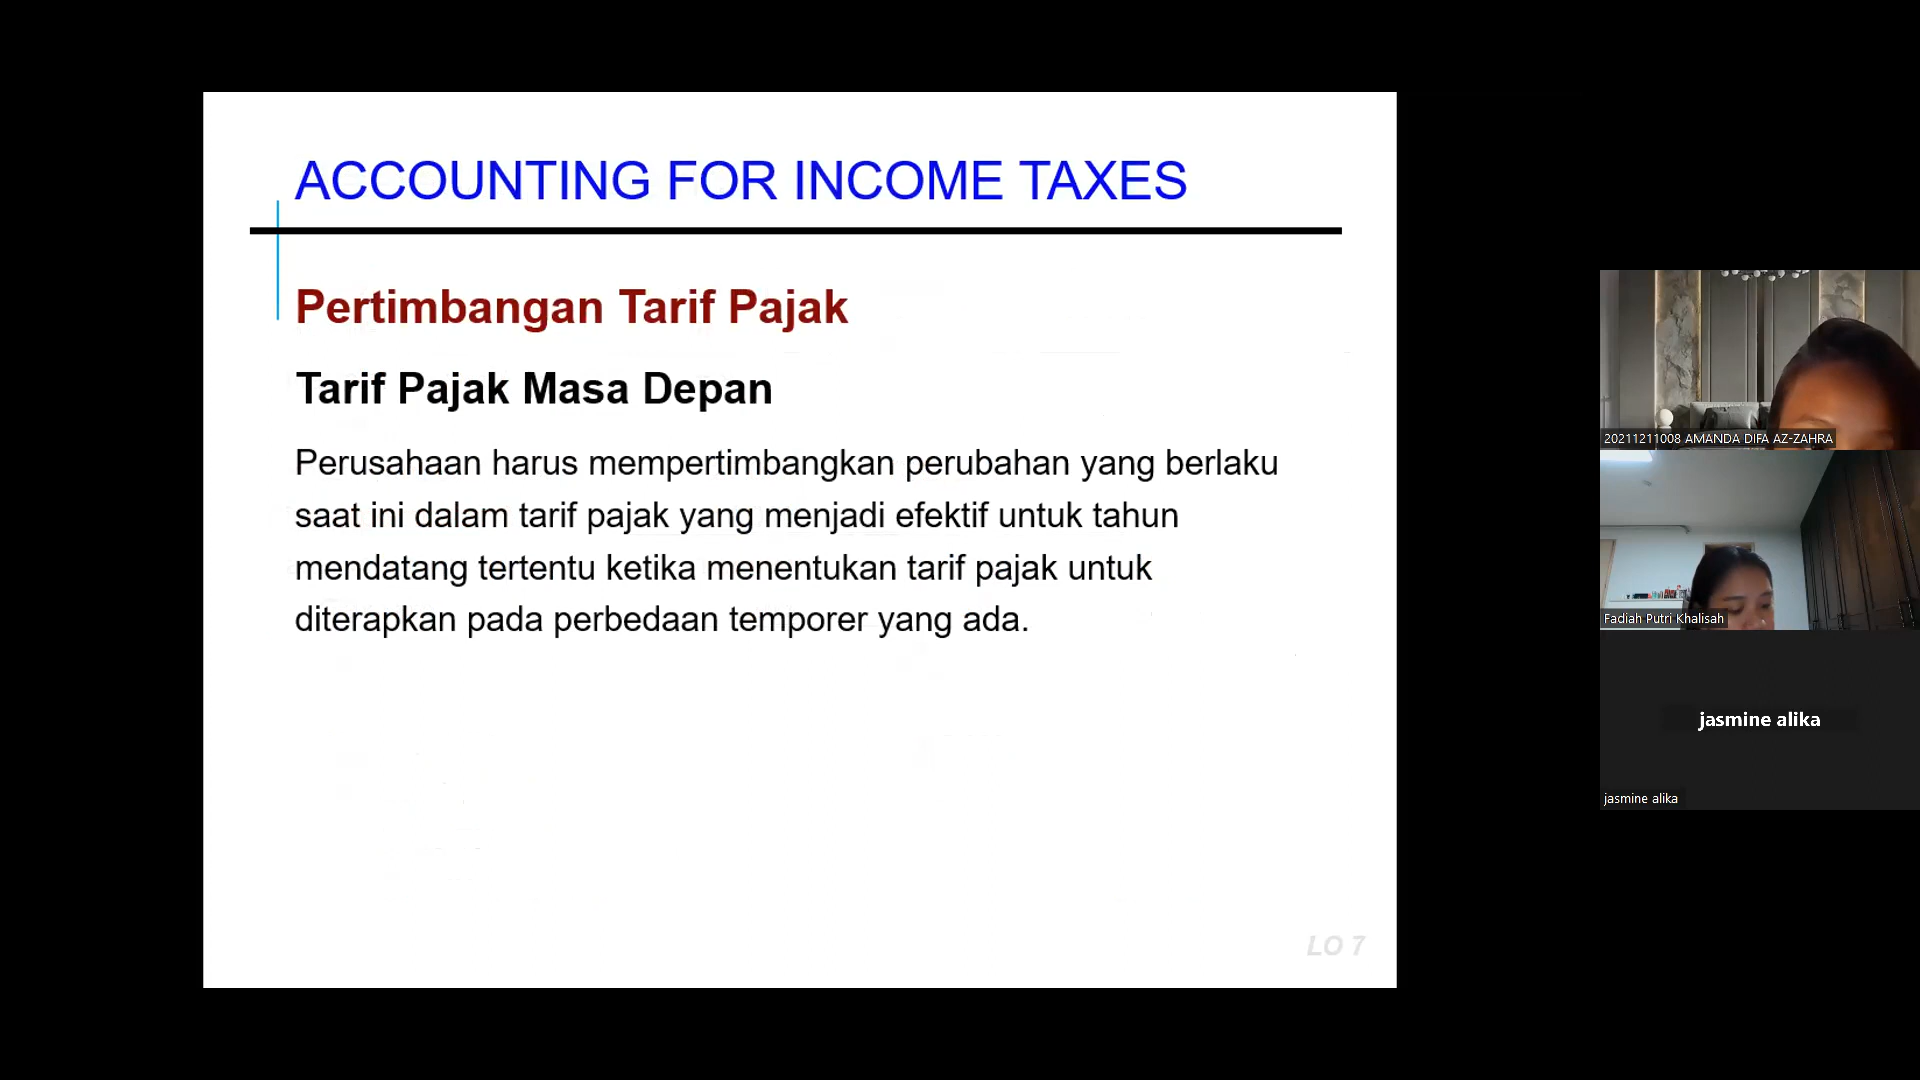 ACCOUNTING FOR INCOME TAXES
Pertimbangan Tarif Pajak
Tarif Pajak Masa Depan
Perusahaan harus mempertimbangkan perubahan yang berlaku
saat ini dalam tarif pajak yang menjadi efektif untuk tahun
mendatang tertentu ketika menentukan tarif pajak untuk
diterapkan pada perbedaan temporer yang ada.
LO 7
20211211008 AMANDA DIFA AZ-ZAHRA
Fadiah Putri Khalisah
jasmine alika
jasmine alika